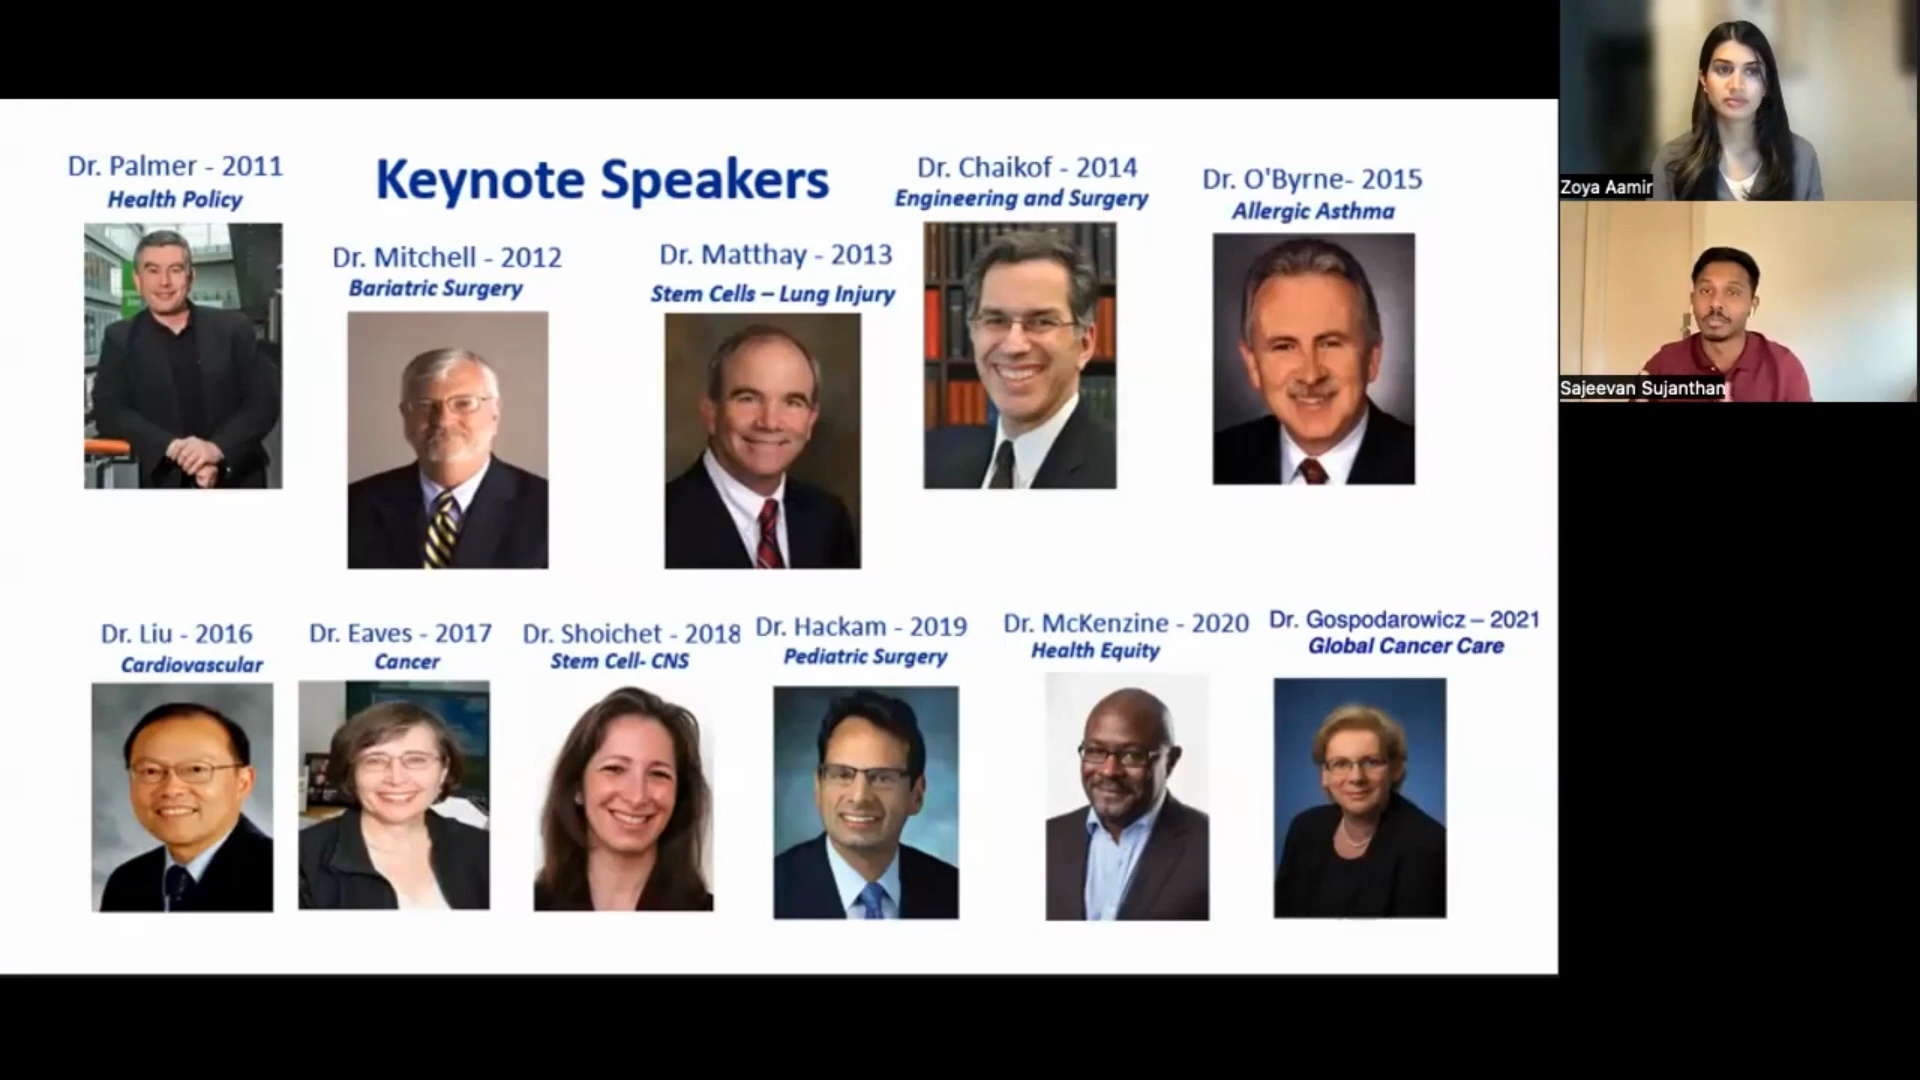 Keynote Speakers
Dr. Palmer - 2011
Health Policy
Dr. Mitchell - 2012
Bariatric Surgery
Dr. Matthay - 2013
Stem Cells – Lung Injury
Dr. Chaikof - 2014
Engineering and Surgery
Dr. O'Byrne- 2015
Allergic Asthma
Dr. Liu - 2016
Cardiovascular
Dr. Eaves - 2017
Cancer
Dr. Shoichet - 2018
Stem Cell- CNS
Dr. Hackam - 2019
Pediatric Surgery
Dr. McKenzine - 2020
Health Equity
Dr. Gospodarowicz – 2021
Global Cancer Care
Zoya Aamir
Sajeevan Sujanthan